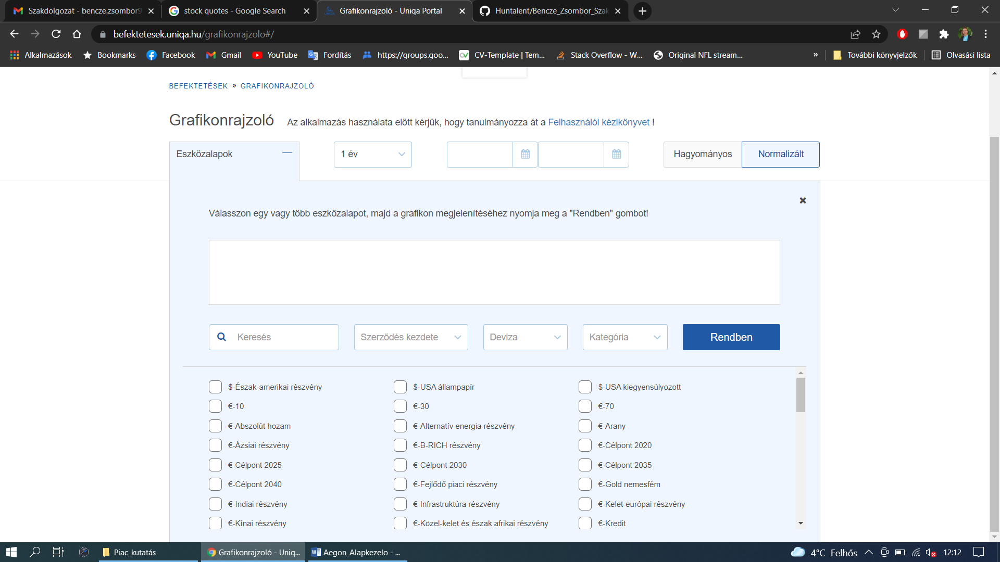 Szakdolgozat - bencze.zsombor9
stock quotes - Google Search
Grafikonrajzoló - Uniqa Portal
Huntalent/Bencze_Zsombor_Szak
befektetesek.uniqa.hu/grafikonrajzolo#/
Alkalmazások
Bookmarks
Facebook
Gmail
YouTube
Fordítás
https://groups.goo...
CV-Template | Tem...
Stack Overflow - W...
Original NFL stream...
»
További könyvjelzők
Olvasási lista
BEFEKTETÉSEK » GRAFIKONRAJZOLÓ
Grafikonrajzoló Az alkalmazás használata előtt kérjük, hogy tanulmányozza át a Felhasználói kézikönyvet !
Eszközalapok
1 év
Hagyományos
Normalizált
Válasszon egy vagy több eszközalapot, majd a grafikon megjelenítéséhez nyomja meg a "Rendben" gombot!
Keresés
Szerződés kezdete
Deviza
Kategória
Rendben
$-Észak-amerikai részvény
$-USA állampapír
$-USA kiegyensúlyozott
€-10
€-30
€-70
€-Abszolút hozam
€-Alternatív energia részvény
€-Arany
€-Ázsiai részvény
€-B-RICH részvény
€-Célpont 2020
€-Célpont 2025
€-Célpont 2030
€-Célpont 2035
€-Célpont 2040
€-Fejlődő piaci részvény
€-Gold nemesfém
€-Indiai részvény
€-Infrastruktúra részvény
€-Kelet-európai részvény
€-Kínai részvény
€-Közel-kelet és észak afrikai részvény
€-Kredit
Piac_kutatás
Grafikonrajzoló - Uniq...
Aegon_Alapkezelo - ...
4°C Felhős
12:12